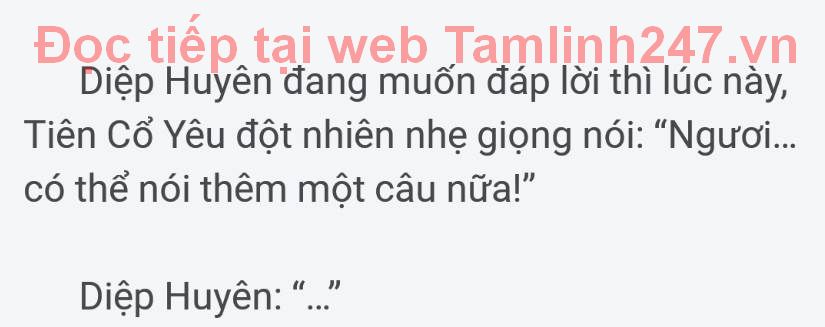 Đọc tiếp tại web Tamlinh247.vn
Diệp Huyên đang muốn đáp lời thì lúc này,
Tiên Cổ Yêu đột nhiên nhẹ giọng nói: “Ngươi...
có thể nói thêm một câu nữa!”
Diệp Huyên: “...”